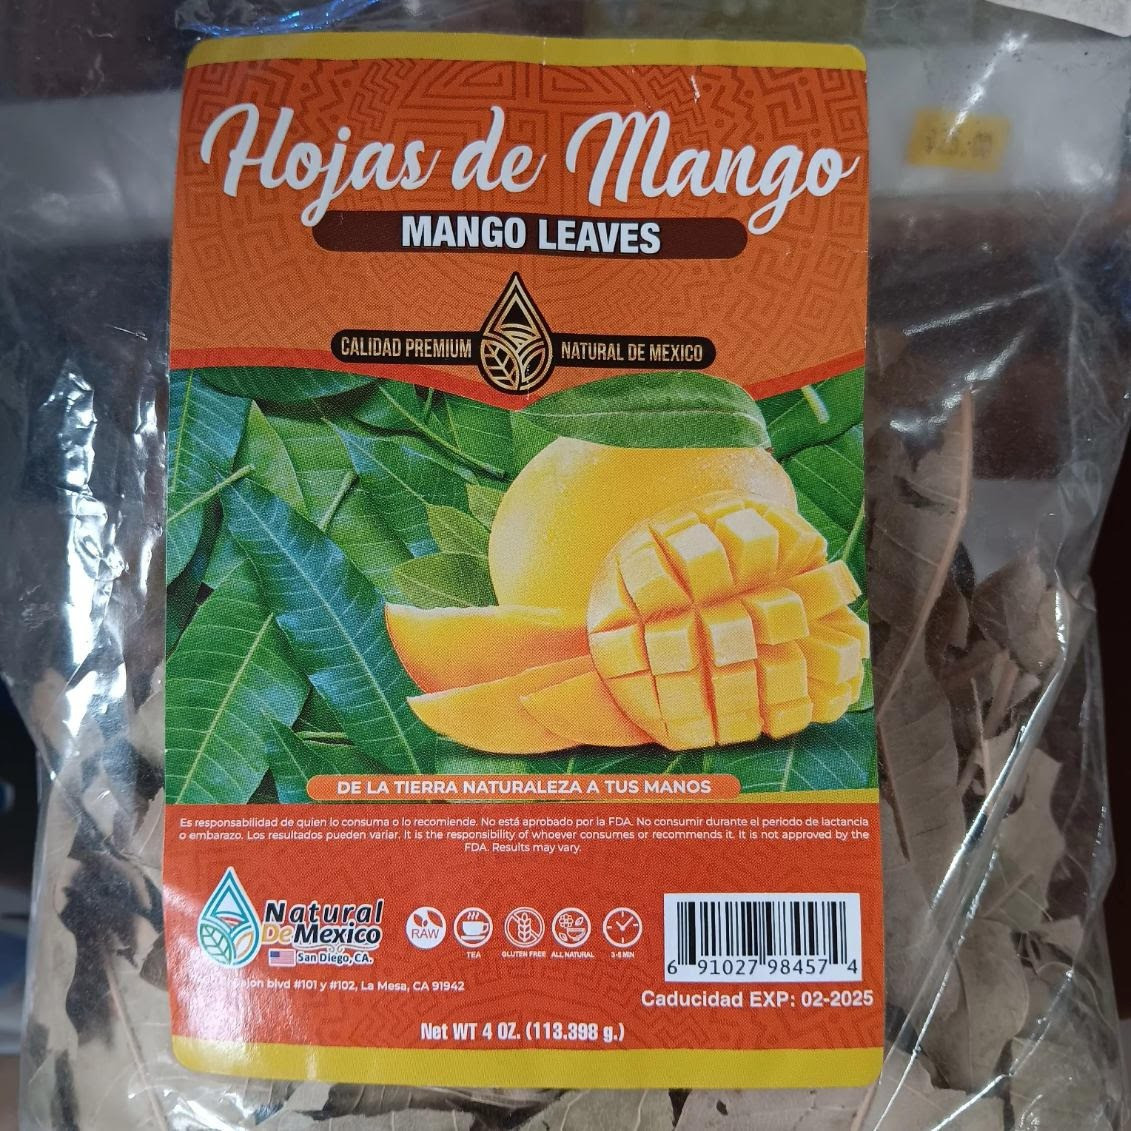 Hojas de Mango
MANGO LEAVES
CALIDAD PREMIUM NATURAL DE MEXICO
DE LA TIERRA NATURALEZA A TUS MANOS
Es responsabilidad de quien lo consuma o lo recomiende. No está aprobado por la FDA. No consumir durante el periodo de lactancia
o embarazo. Los resultados pueden variar. It is the responsibility of whoever consumes or recommends it. It is not approved by the
FDA. Results may vary.
Natural
DeMexico
San Diego, CA.
RAW
TEA
GLUTEN FREE
ALL NATURAL
3-5 MIN
6 91027 98457 4
blvd #101 y #102, La Mesa, CA 91942
Caducidad EXP: 02-2025
Net WT 4 OZ. (113.398 g.)